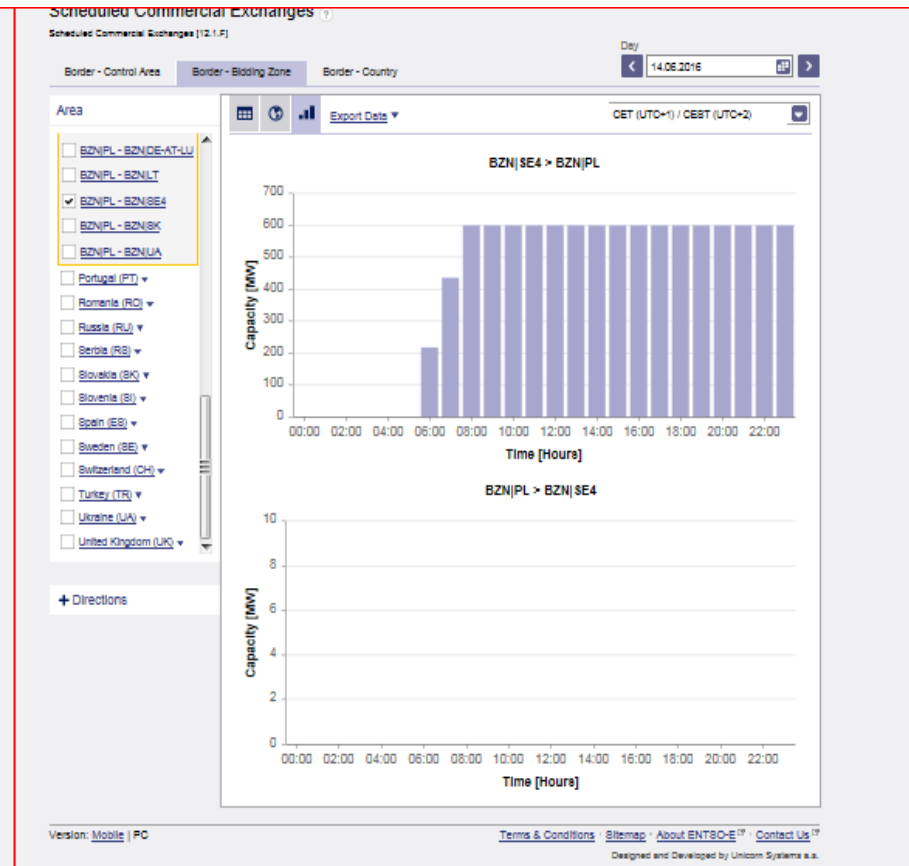 Scheduled Commercial Exchanges ?
Scheduled Commercial Exchanges [12.1.F]
Day
Border - Control Area Border - Bidding Zone Border - Country
14.06.2016
Area
Export Data
CET (UTC+1) / CEST (UTC+2)
BZN|PL - BZN|DE-AT-LU
BZN|PL - BZN|LT
BZN|PL - BZN|SE4
BZN|PL - BZN|SK
BZN|PL - BZN|UA
Portugal (PT)
Romania (RO)
Russia (RU)
Serbia (RS)
Slovakia (SK)
Slovenia (SI)
Spain (ES)
Sweden (SE)
Switzerland (CH)
Turkey (TR)
Ukraine (UA)
United Kingdom (UK)
+ Directions
BZN|SE4 > BZN|PL
Capacity [MW]
700
600
500
400
300
200
100
0
00:00 02:00 04:00 06:00 08:00 10:00 12:00 14:00 16:00 18:00 20:00 22:00
Time [Hours]
BZN|PL > BZN|SE4
Capacity [MW]
10
8
6
4
2
0
00:00 02:00 04:00 06:00 08:00 10:00 12:00 14:00 16:00 18:00 20:00 22:00
Time [Hours]
Version: Mobile | PC
Terms & Conditions · Sitemap · About ENTSO-E · Contact Us
Designed and Developed by Unicorn Systems a.s.